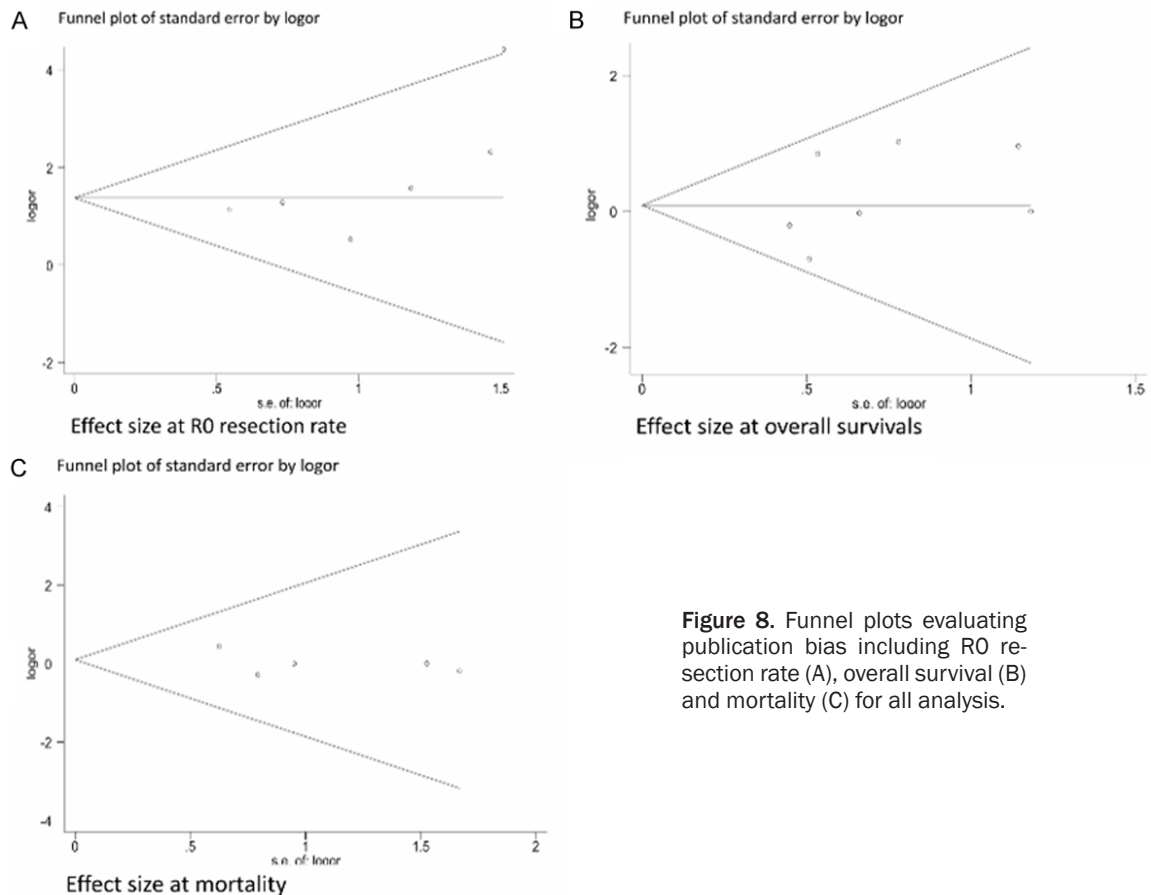 A
Funnel plot of standard error by logor
4
2
0
-2
logor
0
.5
1
1.5
s.e. of: logor
Effect size at R0 resection rate
B
Funnel plot of standard error by logor
2
0
-2
logor
0
.5
1
1.5
s.e. of: logor
Effect size at overall survivals
C
Funnel plot of standard error by logor
4
2
0
-2
-4
logor
0
.5
1
1.5
2
s.e. of: logor
Effect size at mortality
Figure 8. Funnel plots evaluating
publication bias including R0 re-
section rate (A), overall survival (B)
and mortality (C) for all analysis.